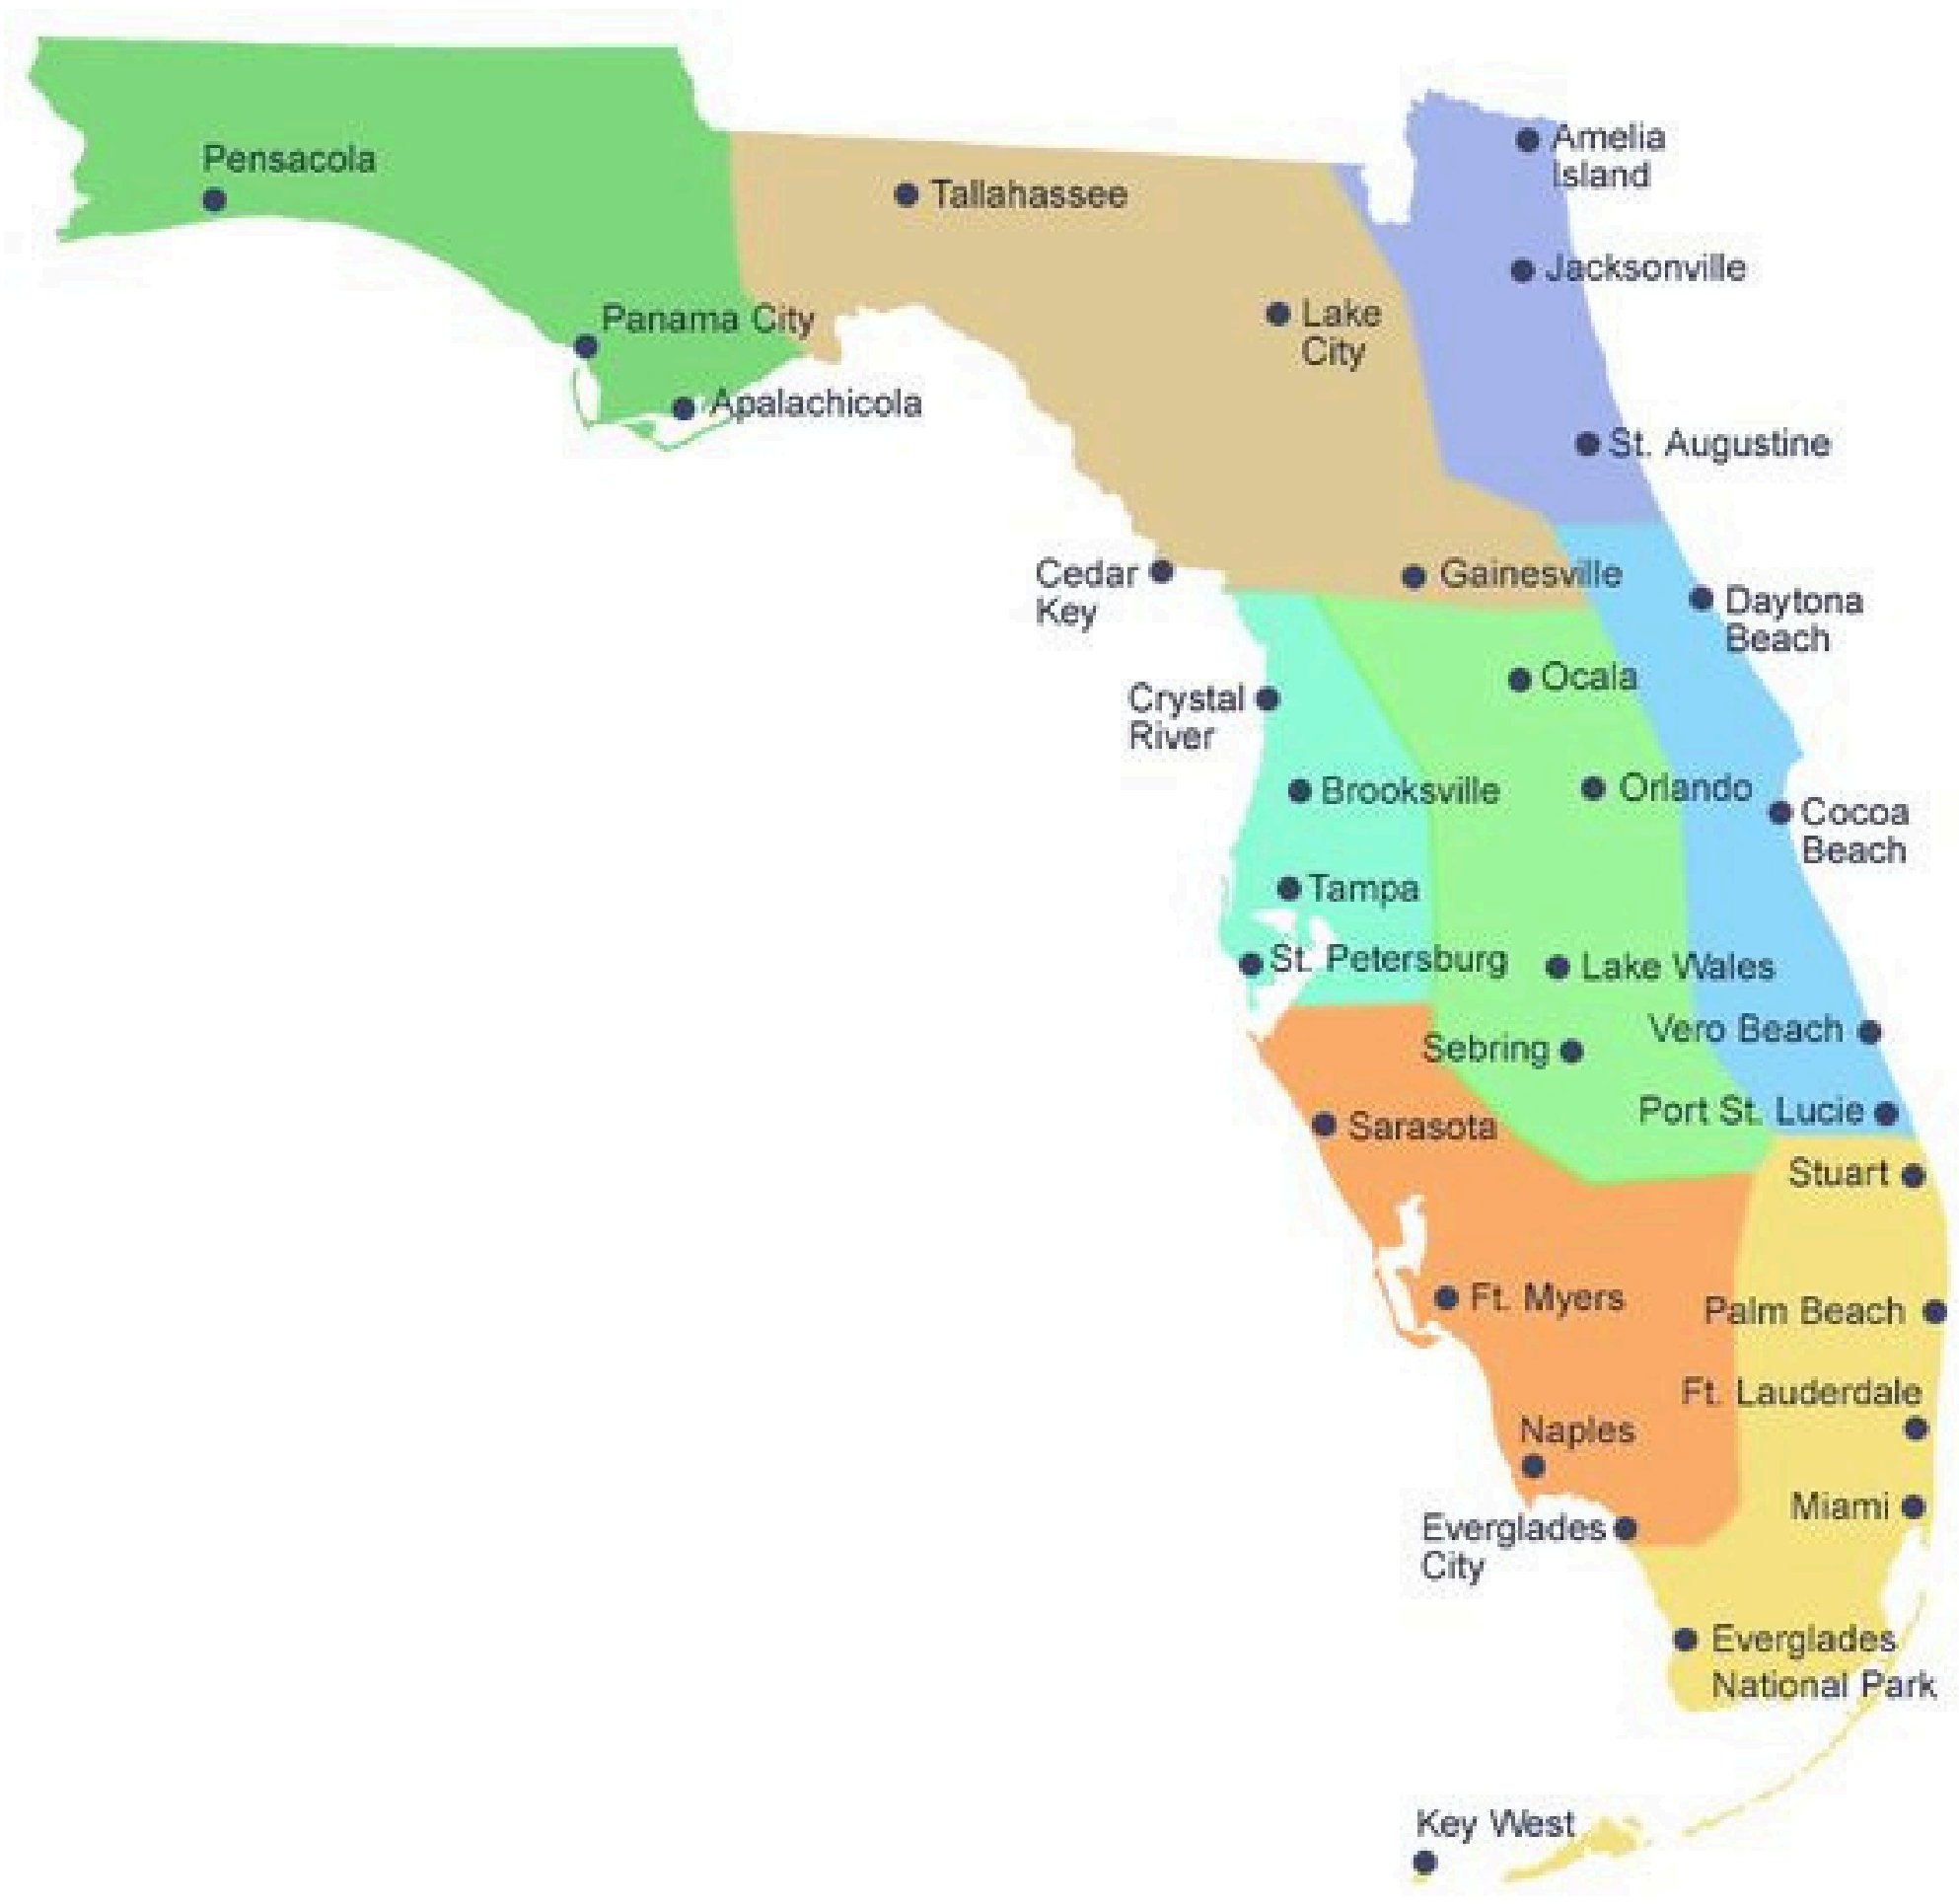 Pensacola
Amelia
Island
Tallahassee
Jacksonville
Panama City
Lake
City
Apalachicola
St. Augustine
Cedar
Key
Gainesville
Daytona
Beach
Ocala
Crystal
River
Brooksville
Orlando
Cocoa
Beach
Tampa
St. Petersburg
Lake Wales
Vero Beach
Sebring
Port St. Lucie
Sarasota
Stuart
Ft. Myers
Palm Beach
Ft. Lauderdale
Naples
Miami
Everglades
City
Everglades
National Park
Key West